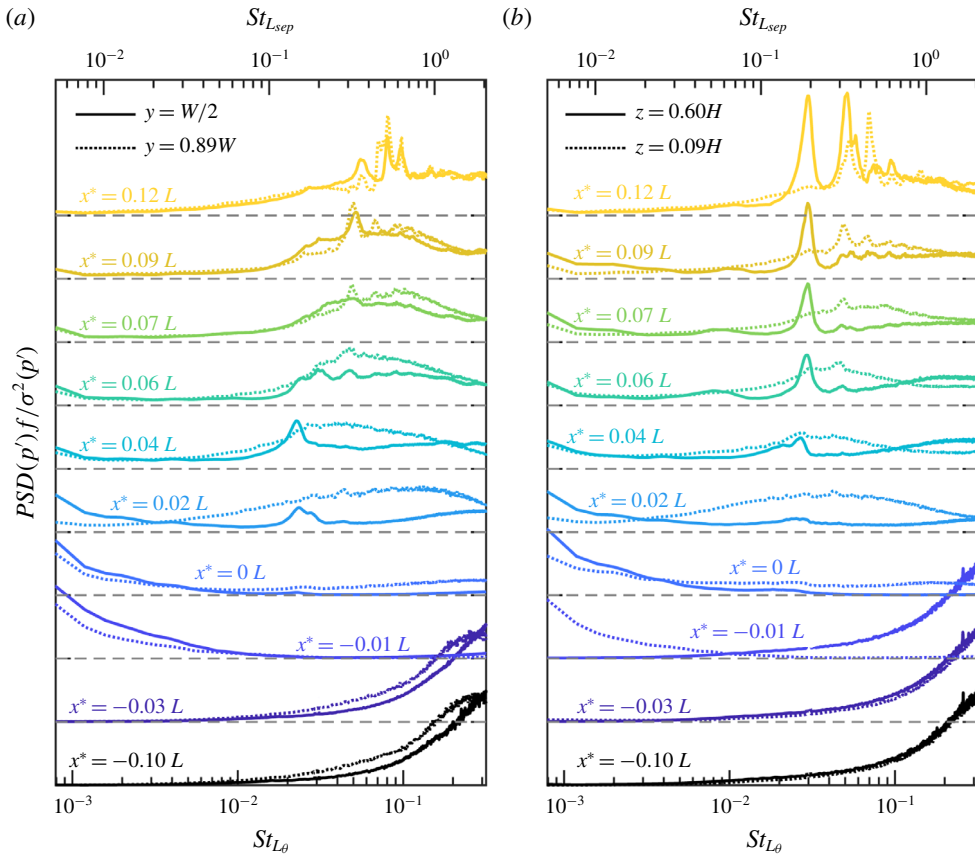 (a)
St_{L_{sep}}
10^{-2} 10^{-1} 10^{0}
y = W/2
y = 0.89W
x* = 0.12 L
x* = 0.09 L
x* = 0.07 L
x* = 0.06 L
x* = 0.04 L
x* = 0.02 L
x* = 0 L
x* = −0.01 L
x* = −0.03 L
x* = −0.10 L
PSD(p′) f/σ²(p′)
10^{-3} 10^{-2} 10^{-1}
St_{L_θ}
(b)
St_{L_{sep}}
10^{-2} 10^{-1} 10^{0}
z = 0.60H
z = 0.09H
x* = 0.12 L
x* = 0.09 L
x* = 0.07 L
x* = 0.06 L
x* = 0.04 L
x* = 0.02 L
x* = 0 L
x* = −0.01 L
x* = −0.03 L
x* = −0.10 L
10^{-3} 10^{-2} 10^{-1}
St_{L_θ}